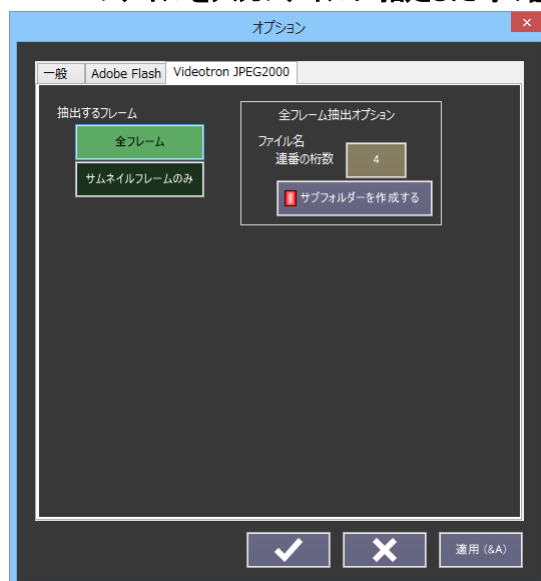 オプション
一般 Adobe Flash Videotron JPEG2000
抽出するフレーム
全フレーム
サムネイルフレームのみ
全フレーム抽出オプション
ファイル名
連番の桁数 4
サブフォルダーを作成する
適用 (&A)